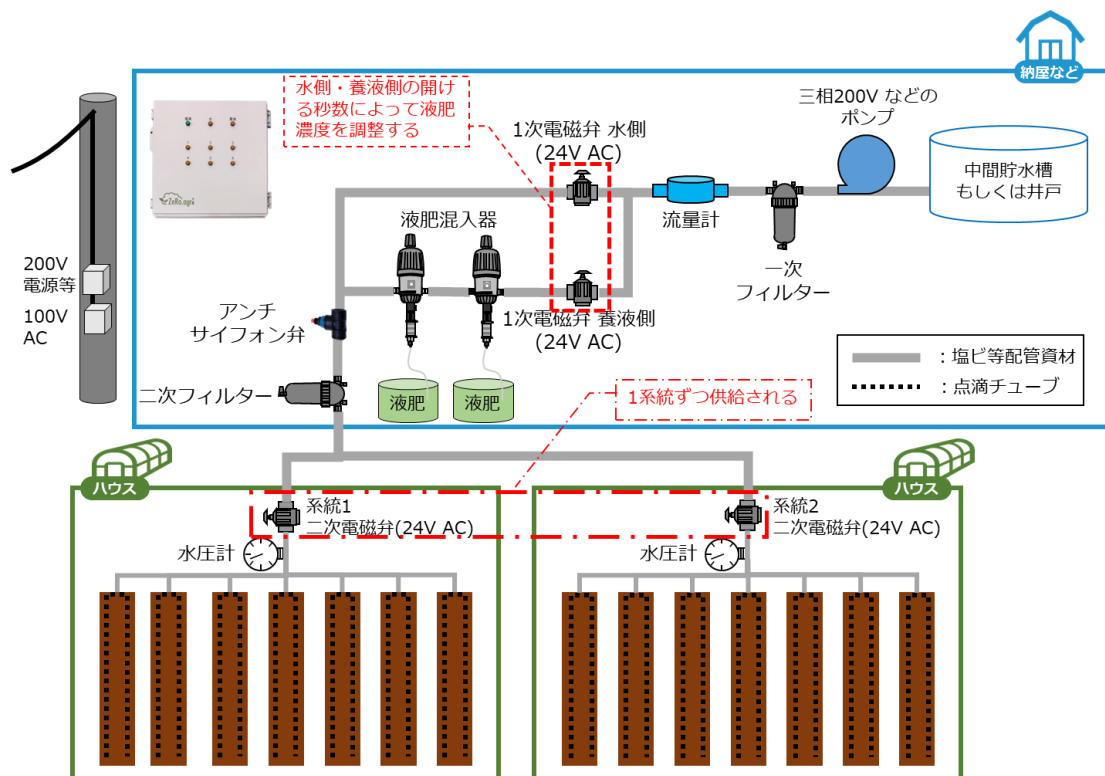 納屋など
水側・養液側の開け
る秒数によって液肥
濃度を調整する
三相200V などの
ポンプ
1次電磁弁 水側
(24V AC)
中間貯水槽
もしくは井戸
ZeRo.agri
液肥混入器
流量計
一次
フィルター
200V
電源等
100V
AC
アンチ
サイフォン弁
1次電磁弁 養液側
(24V AC)
：塩ビ等配管資材
：点滴チューブ
二次フィルター
液肥
液肥
1系統ずつ供給される
ハウス
ハウス
系統1
二次電磁弁(24V AC)
系統2
二次電磁弁(24V AC)
水圧計
水圧計